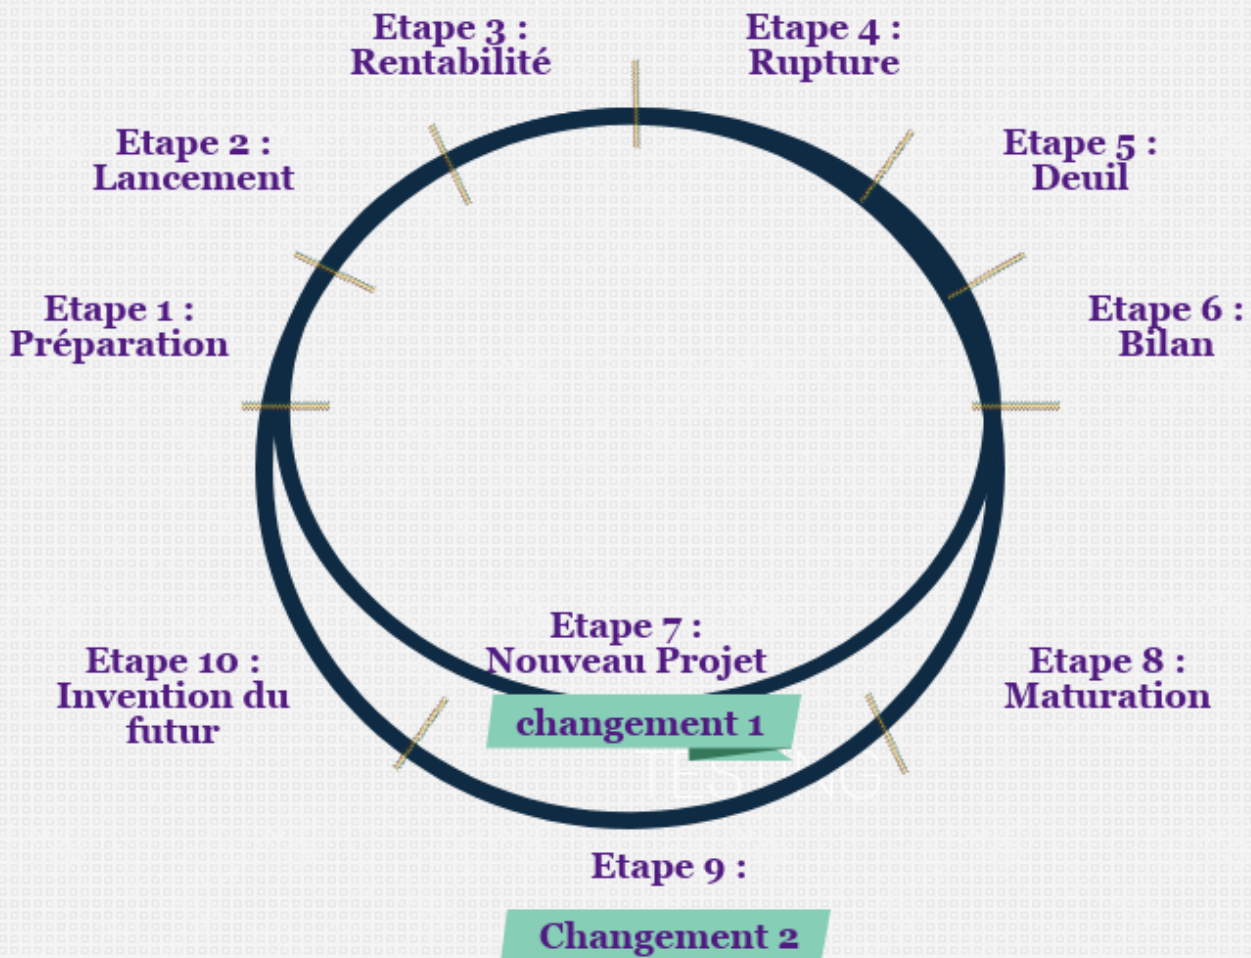 Etape 3 :
Rentabilité
Etape 4 :
Rupture
Etape 2 :
Lancement
Etape 5 :
Deuil
Etape 1 :
Préparation
Etape 6 :
Bilan
Etape 7 :
Nouveau Projet
changement 1
TESTING
Etape 10 :
Invention du
futur
Etape 8 :
Maturation
Etape 9 :
Changement 2